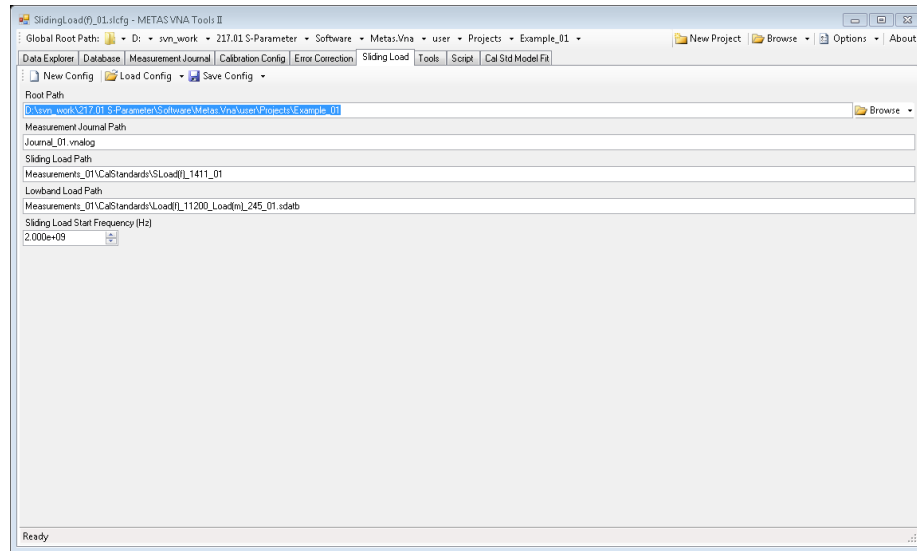 SlidingLoad(f)_01.slcfg - METAS VNA Tools II
Global Root Path: D: svn_work 217.01 S-Parameter Software Metas.Vna user Projects Example_01 New Project Browse Options About
Data Explorer Database Measurement Journal Calibration Config Error Correction Sliding Load Tools Script Cal Std Model Fit
New Config Load Config Save Config
Root Path
D:\svn_work\217.01 S-Parameter\Software\Metas.Vna\user\Projects\Example_01 Browse
Measurement Journal Path
Journal_01.vnalog
Sliding Load Path
Measurements_01\CalStandards\SLoad(f)_1411_01
Lowband Load Path
Measurements_01\CalStandards\Load(f)_11200_Load(m)_245_01.sdatb
Sliding Load Start Frequency (Hz)
2.000e+09
Ready